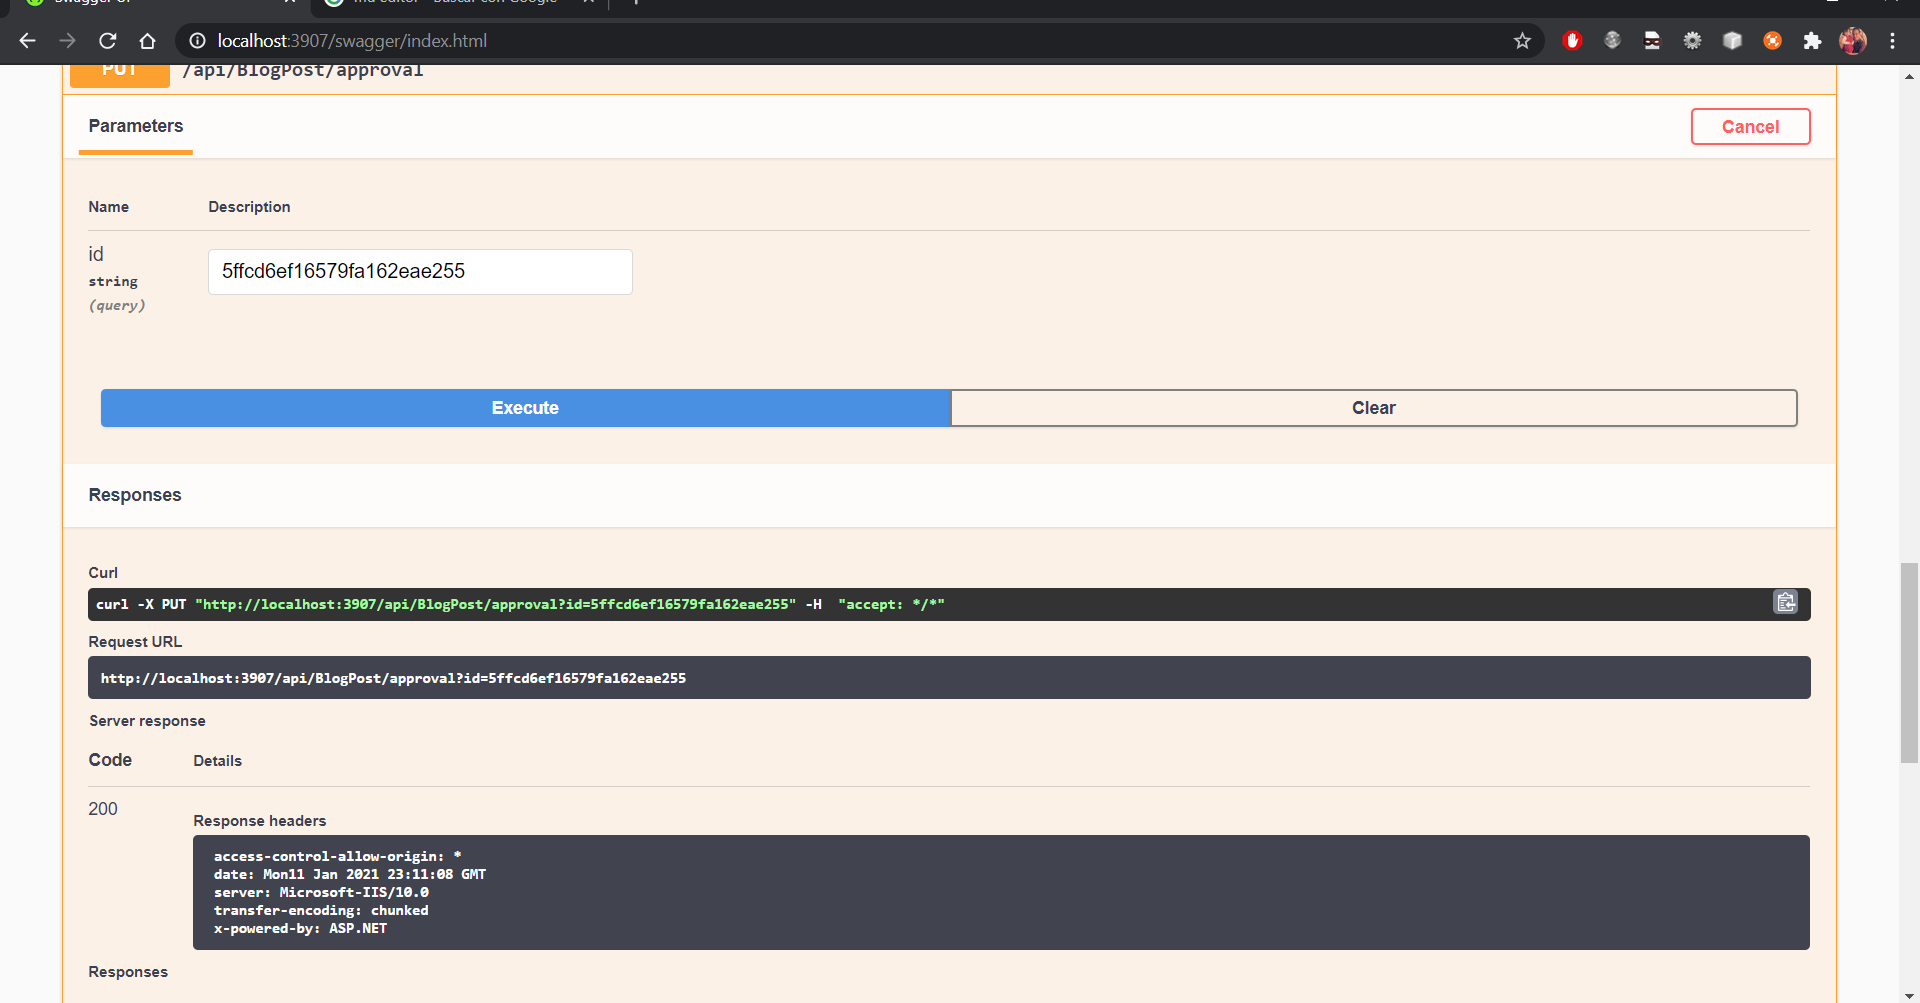 localhost:3907/swagger/index.html
PUT /api/BlogPost/approval
Parameters
Cancel
Name Description
id
string
(query)
5ffcd6ef16579fa162eae255
Execute
Clear
Responses
Curl
curl -X PUT "http://localhost:3907/api/BlogPost/approval?id=5ffcd6ef16579fa162eae255" -H  "accept: */*"
Request URL
http://localhost:3907/api/BlogPost/approval?id=5ffcd6ef16579fa162eae255
Server response
Code Details
200
Response headers
access-control-allow-origin: *
date: Mon11 Jan 2021 23:11:08 GMT
server: Microsoft-IIS/10.0
transfer-encoding: chunked
x-powered-by: ASP.NET
Responses